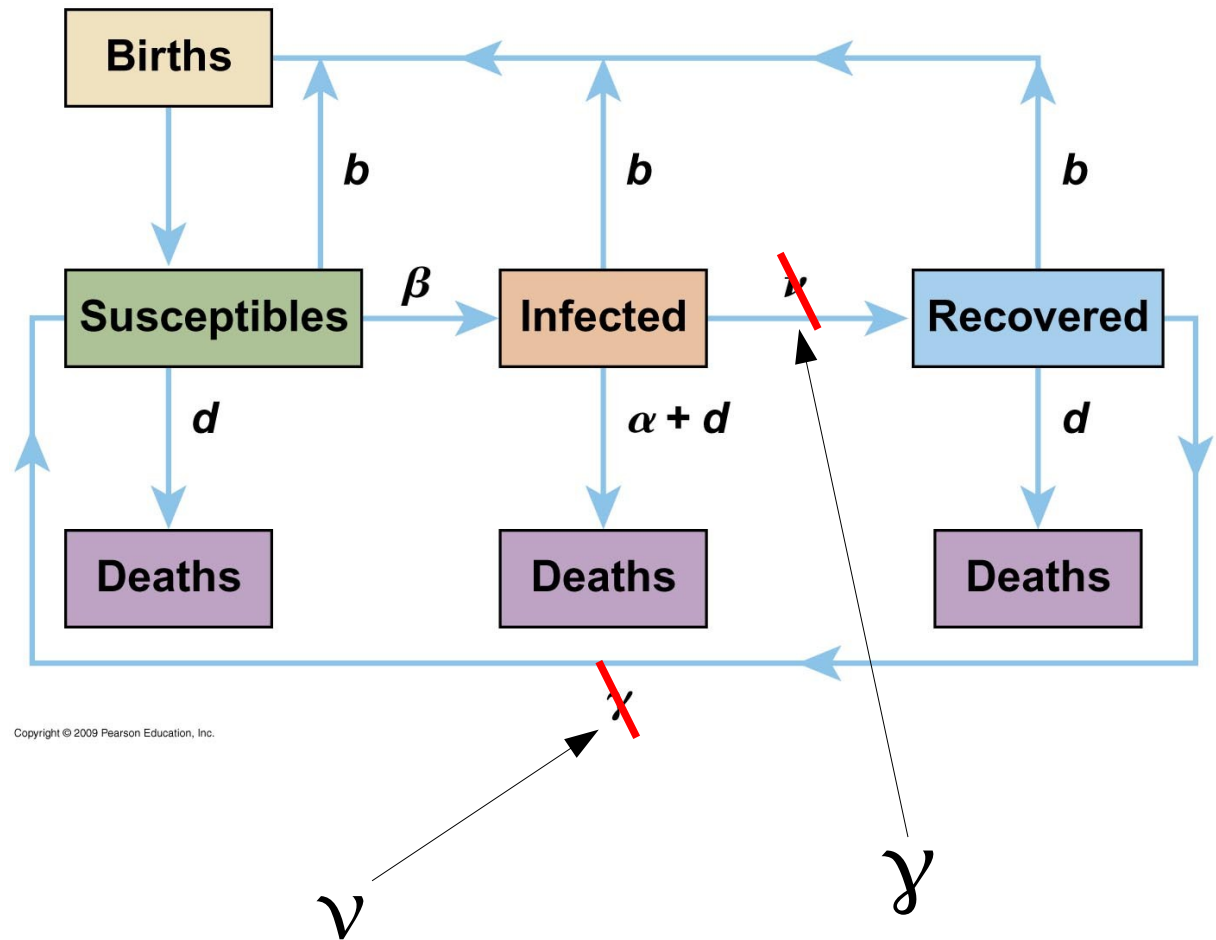 Births
b
b
b
β
ν
Susceptibles
Infected
Recovered
d
α + d
d
Deaths
Deaths
Deaths
γ
Copyright © 2009 Pearson Education, Inc.
γ
ν